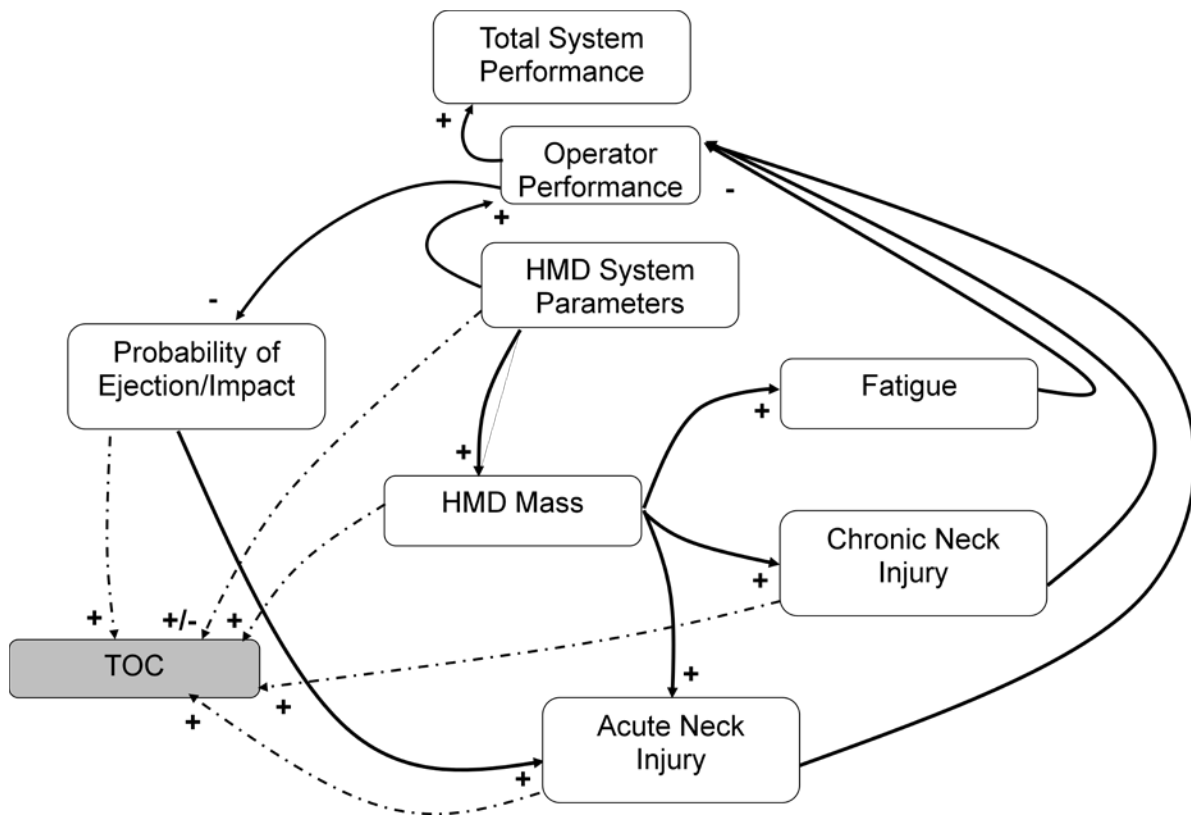 Total System
Performance
+
Operator
Performance
-
+
HMD System
Parameters
-
Probability of
Ejection/Impact
Fatigue
+
+
HMD Mass
Chronic Neck
Injury
+
+
+/-
+
TOC
+
+
+
Acute Neck
Injury
+